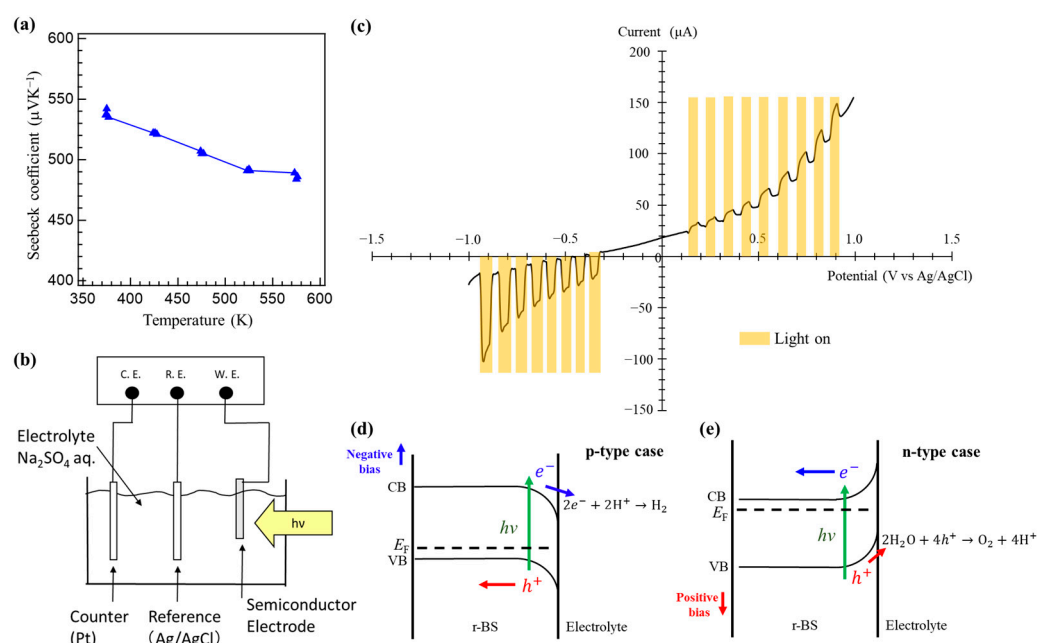 (a)
600
550
500
450
400
350 400 450 500 550 600
Seebeck coefficient (μVK⁻¹)
Temperature (K)
(b)
C. E. R. E. W. E.
Electrolyte
Na₂SO₄ aq.
hν
Counter
(Pt)
Reference
(Ag/AgCl)
Semiconductor
Electrode
(c)
Current (μA)
200
150
100
50
0
−50
−100
−150
−1.5 −1.0 −0.5 0.0 0.5 1.0 1.5
Potential (V vs Ag/AgCl)
Light on
(d)
Negative
bias
p-type case
e⁻
CB
2e⁻ + 2H⁺ → H₂
hν
E_F
VB
h⁺
r-BS
Electrolyte
(e)
n-type case
e⁻
CB
E_F
hν
2H₂O + 4h⁺ → O₂ + 4H⁺
VB
h⁺
Positive
bias
r-BS
Electrolyte